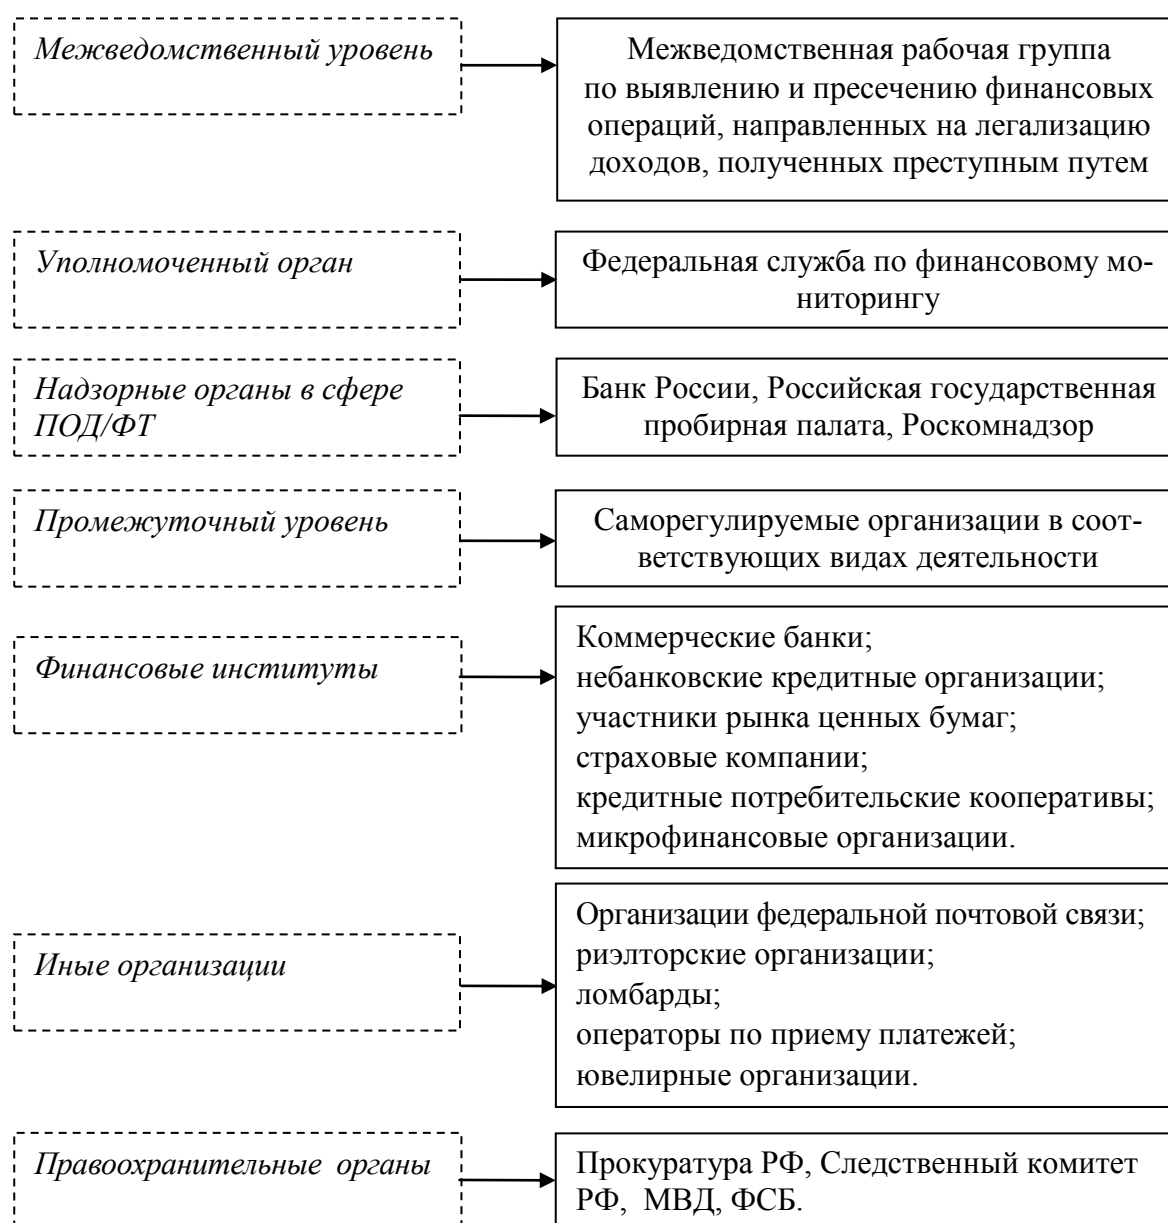 Межведомственный уровень
Межведомственная рабочая группа
по выявлению и пресечению финансовых
операций, направленных на легализацию
доходов, полученных преступным путем
Уполномоченный орган
Федеральная служба по финансовому мо-
ниторингу
Надзорные органы в сфере
ПОД/ФТ
Банк России, Российская государственная
пробирная палата, Роскомнадзор
Промежуточный уровень
Саморегулируемые организации в соот-
ветствующих видах деятельности
Финансовые институты
Коммерческие банки;
небанковские кредитные организации;
участники рынка ценных бумаг;
страховые компании;
кредитные потребительские кооперативы;
микрофинансовые организации.
Иные организации
Организации федеральной почтовой связи;
риэлторские организации;
ломбарды;
операторы по приему платежей;
ювелирные организации.
Правоохранительные  органы
Прокуратура РФ, Следственный комитет
РФ,  МВД, ФСБ.